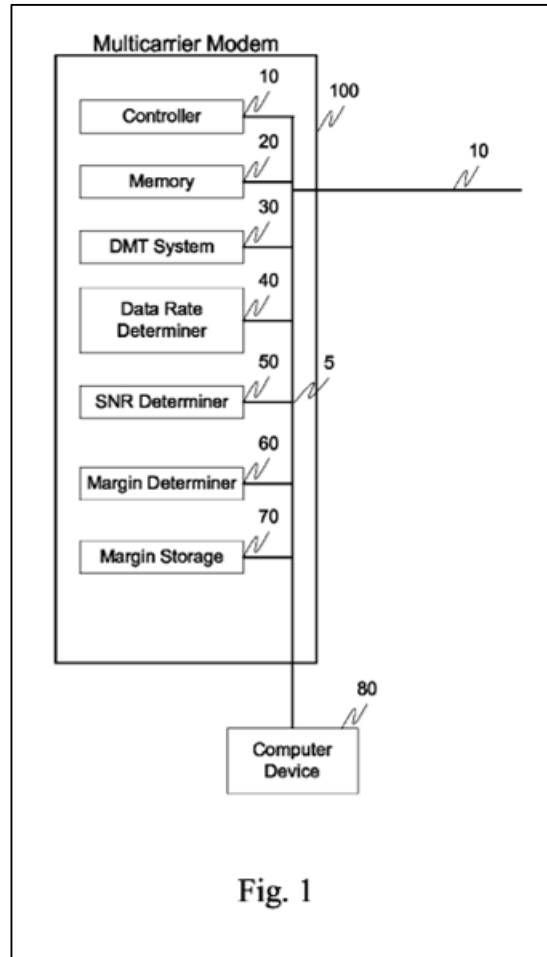 Multicarrier Modem
10
Controller
100
20
10
Memory
30
DMT System
40
Data Rate
Determiner
50
5
SNR Determiner
60
Margin Determiner
70
Margin Storage
80
Computer
Device
Fig. 1